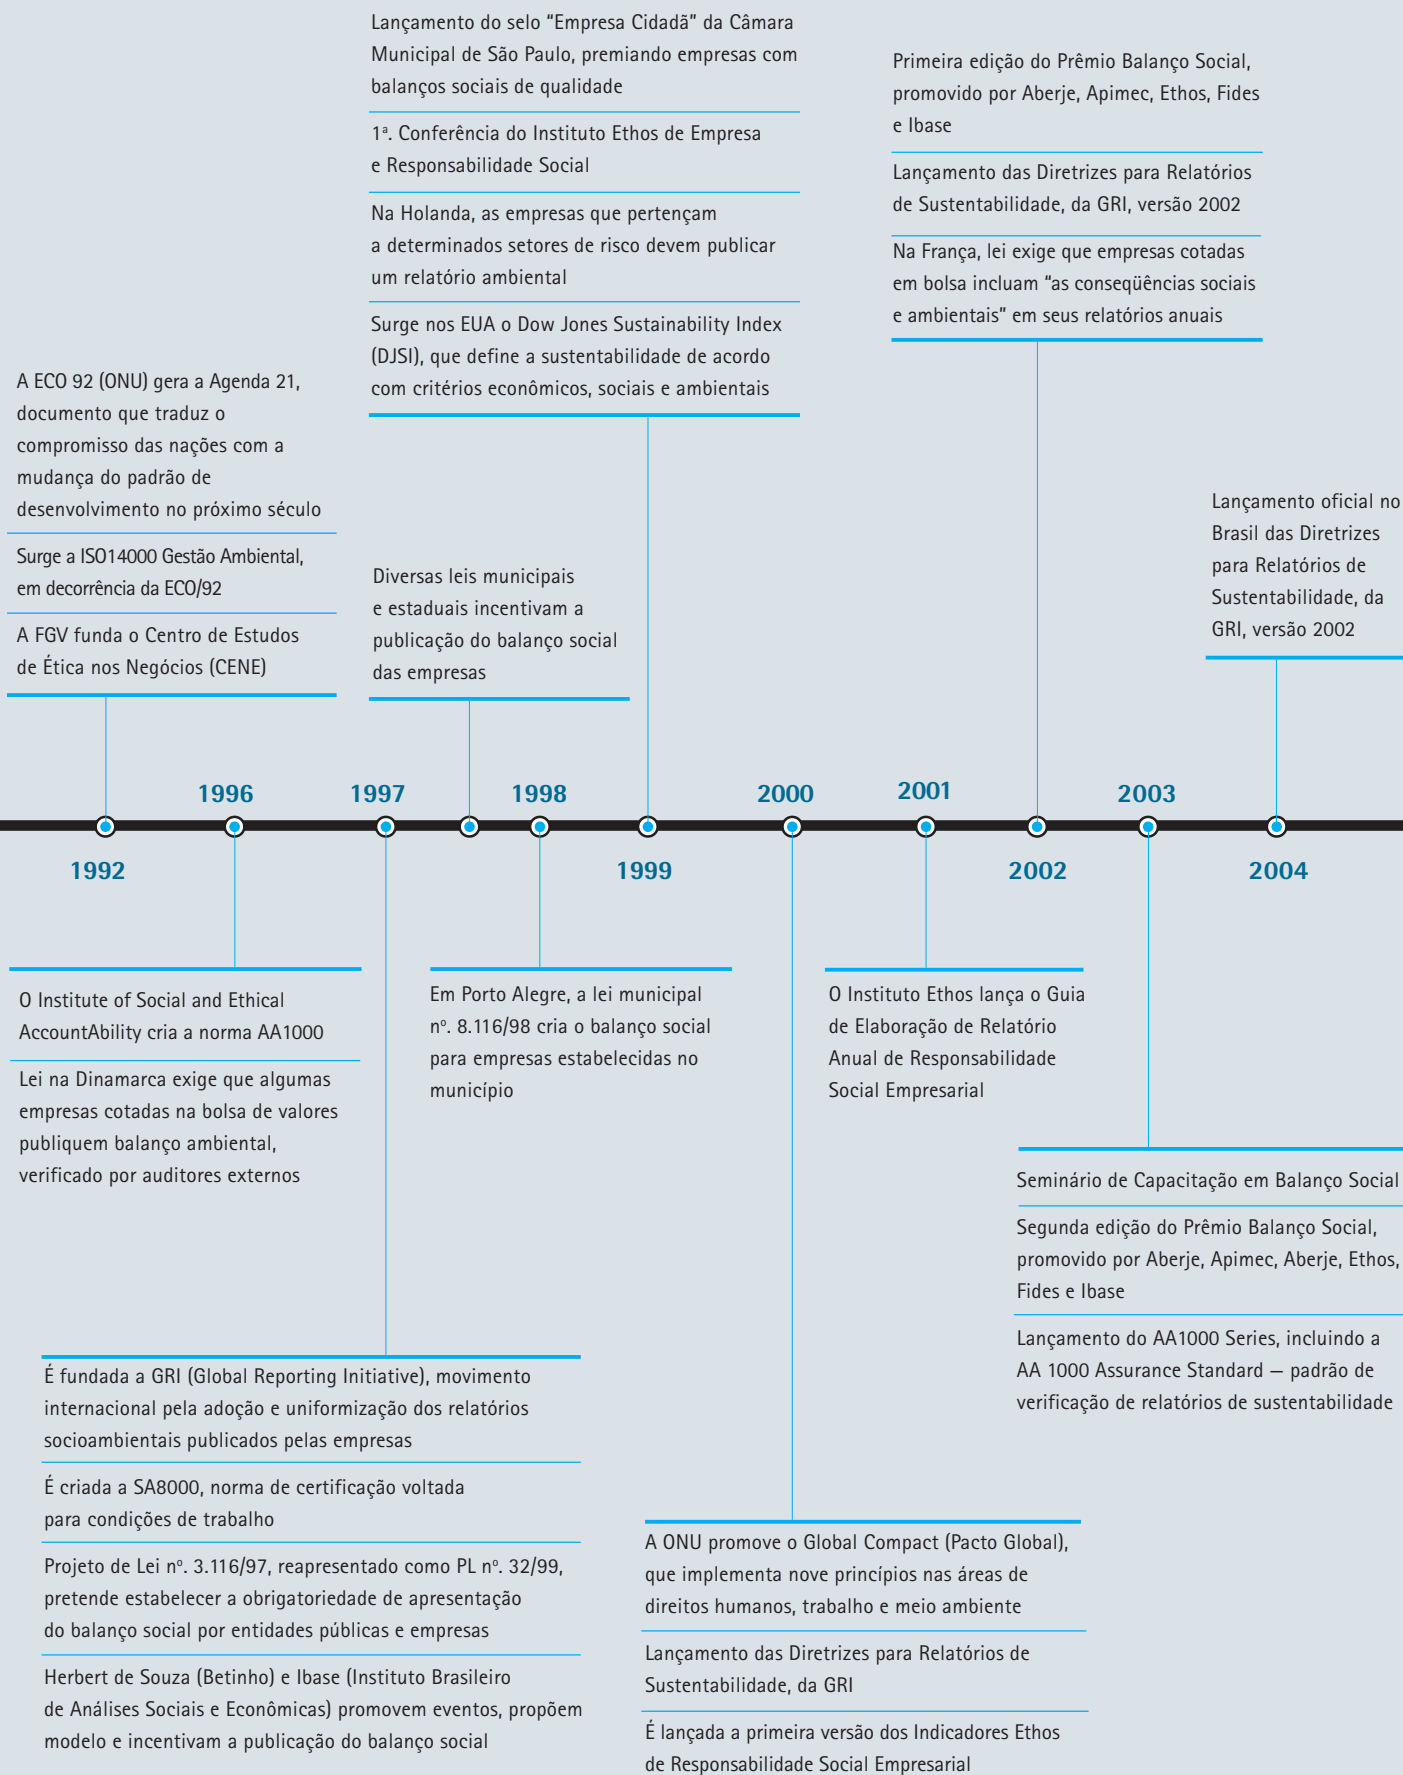 Lançamento do selo “Empresa Cidadã” da Câmara
Municipal de São Paulo, premiando empresas com
balanços sociais de qualidade
1ª. Conferência do Instituto Ethos de Empresa
e Responsabilidade Social
Na Holanda, as empresas que pertençam
a determinados setores de risco devem publicar
um relatório ambiental
Surge nos EUA o Dow Jones Sustainability Index
(DJSI), que define a sustentabilidade de acordo
com critérios econômicos, sociais e ambientais
Primeira edição do Prêmio Balanço Social,
promovido por Aberje, Apimec, Ethos, Fides
e Ibase
Lançamento das Diretrizes para Relatórios
de Sustentabilidade, da GRI, versão 2002
Na França, lei exige que empresas cotadas
em bolsa incluam “as conseqüências sociais
e ambientais” em seus relatórios anuais
A ECO 92 (ONU) gera a Agenda 21,
documento que traduz o
compromisso das nações com a
mudança do padrão de
desenvolvimento no próximo século
Surge a ISO14000 Gestão Ambiental,
em decorrência da ECO/92
A FGV funda o Centro de Estudos
de Ética nos Negócios (CENE)
Diversas leis municipais
e estaduais incentivam a
publicação do balanço social
das empresas
Lançamento oficial no
Brasil das Diretrizes
para Relatórios de
Sustentabilidade, da
GRI, versão 2002
1996
1997
1998
2000
2001
2003
1992
1999
2002
2004
O Institute of Social and Ethical
AccountAbility cria a norma AA1000
Lei na Dinamarca exige que algumas
empresas cotadas na bolsa de valores
publiquem balanço ambiental,
verificado por auditores externos
Em Porto Alegre, a lei municipal
nº. 8.116/98 cria o balanço social
para empresas estabelecidas no
município
O Instituto Ethos lança o Guia
de Elaboração de Relatório
Anual de Responsabilidade
Social Empresarial
Seminário de Capacitação em Balanço Social
Segunda edição do Prêmio Balanço Social,
promovido por Aberje, Apimec, Aberje, Ethos,
Fides e Ibase
Lançamento do AA1000 Series, incluindo a
AA 1000 Assurance Standard — padrão de
verificação de relatórios de sustentabilidade
É fundada a GRI (Global Reporting Initiative), movimento
internacional pela adoção e uniformização dos relatórios
socioambientais publicados pelas empresas
É criada a SA8000, norma de certificação voltada
para condições de trabalho
Projeto de Lei nº. 3.116/97, reapresentado como PL nº. 32/99,
pretende estabelecer a obrigatoriedade de apresentação
do balanço social por entidades públicas e empresas
Herbert de Souza (Betinho) e Ibase (Instituto Brasileiro
de Análises Sociais e Econômicas) promovem eventos, propõem
modelo e incentivam a publicação do balanço social
A ONU promove o Global Compact (Pacto Global),
que implementa nove princípios nas áreas de
direitos humanos, trabalho e meio ambiente
Lançamento das Diretrizes para Relatórios de
Sustentabilidade, da GRI
É lançada a primeira versão dos Indicadores Ethos
de Responsabilidade Social Empresarial